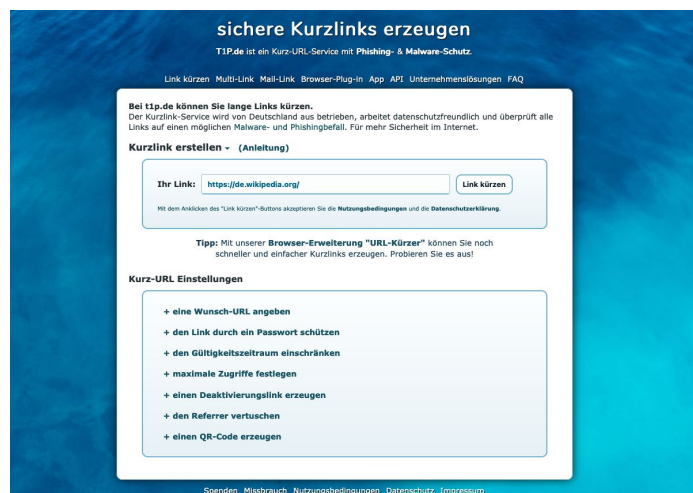 sichere Kurzlinks erzeugen
T1P.de ist ein Kurz-URL-Service mit Phishing- & Malware-Schutz.
Link kürzen Multi-Link Mail-Link Browser-Plug-in App API Unternehmenslösungen FAQ
Bei t1p.de können Sie lange Links kürzen.
Der Kurzlink-Service wird von Deutschland aus betrieben, arbeitet datenschutzfreundlich und überprüft alle
Links auf einen möglichen Malware- und Phishingbefall. Für mehr Sicherheit im Internet.
Kurzlink erstellen (Anleitung)
Ihr Link: https://de.wikipedia.org/ Link kürzen
Mit dem Anklicken des "Link kürzen"-Buttons akzeptieren Sie die Nutzungsbedingungen und die Datenschutzerklärung.
Tipp: Mit unserer Browser-Erweiterung "URL-Kürzer" können Sie noch
schneller und einfacher Kurzlinks erzeugen. Probieren Sie es aus!
Kurz-URL Einstellungen
+ eine Wunsch-URL angeben
+ den Link durch ein Passwort schützen
+ den Gültigkeitszeitraum einschränken
+ maximale Zugriffe festlegen
+ einen Deaktivierungslink erzeugen
+ den Referrer vertuschen
+ einen QR-Code erzeugen
Spenden Missbrauch Nutzungsbedingungen Datenschutz Impressum